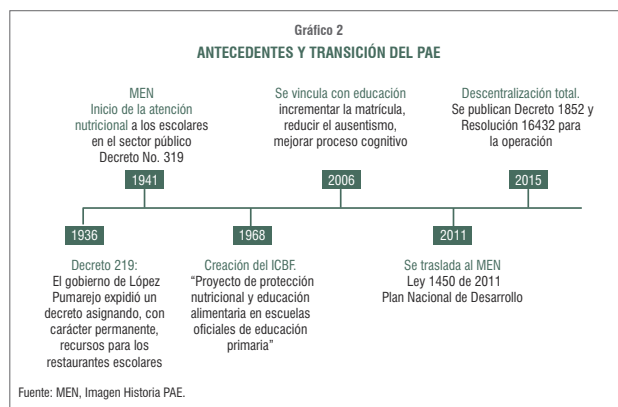 Gráfico 2
ANTECEDENTES Y TRANSICIÓN DEL PAE
MEN
Inicio de la atención
nutricional a los escolares
en el sector público
Decreto No. 319
1941
Se vincula con educación
incrementar la matrícula,
reducir el ausentismo,
mejorar proceso cognitivo
2006
Descentralización total.
Se publican Decreto 1852 y
Resolución 16432 para
la operación
2015
1936
Decreto 219:
El gobierno de López
Pumarejo expidió un
decreto asignando, con
carácter permanente,
recursos para los
restaurantes escolares
1968
Creación del ICBF.
“Proyecto de protección
nutricional y educación
alimentaria en escuelas
oficiales de educación
primaria”
2011
Se traslada al MEN
Ley 1450 de 2011
Plan Nacional de Desarrollo
Fuente: MEN, Imagen Historia PAE.